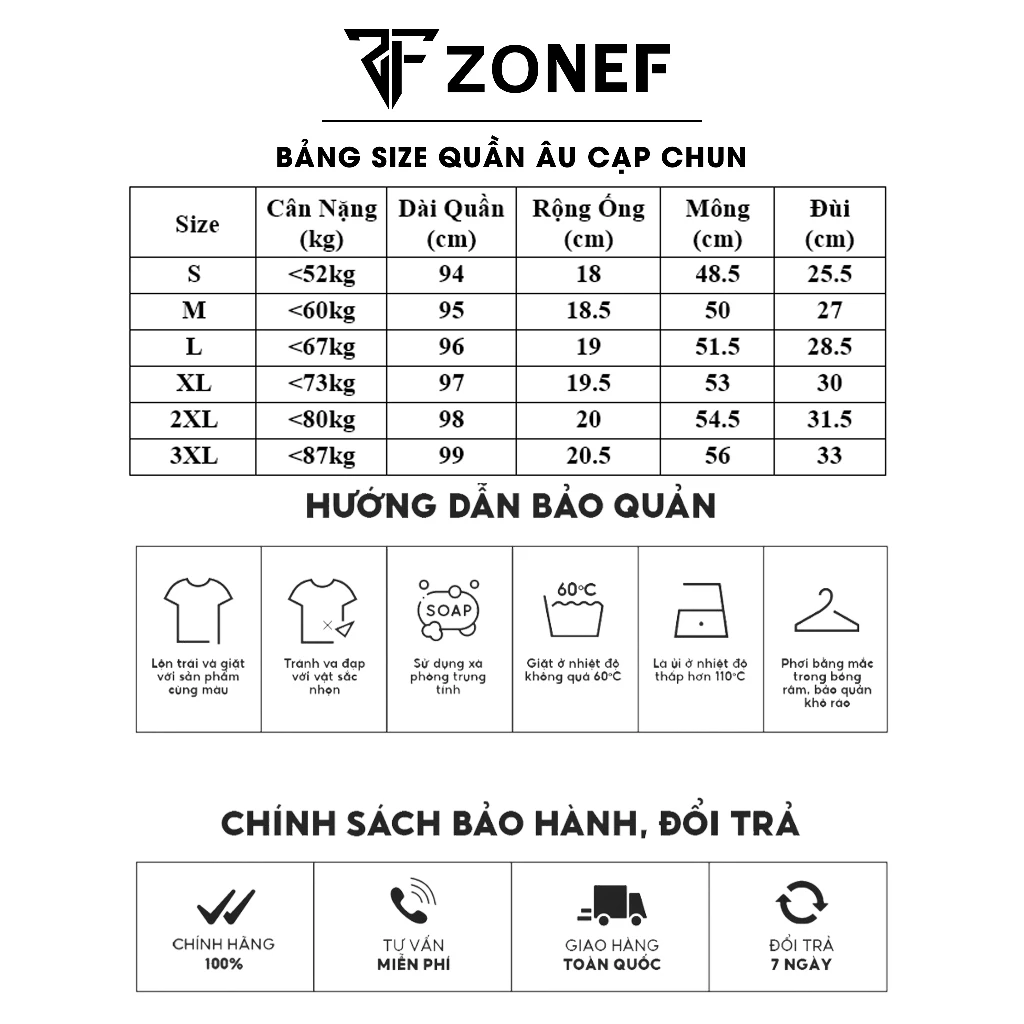 ZONEF
BẢNG SIZE QUẦN ÂU CẠP CHUN
Size Cân Nặng (kg) Dài Quần (cm) Rộng Ống (cm) Mông (cm) Đùi (cm)
S <52kg 94 18 48.5 25.5
M <60kg 95 18.5 50 27
L <67kg 96 19 51.5 28.5
XL <73kg 97 19.5 53 30
2XL <80kg 98 20 54.5 31.5
3XL <87kg 99 20.5 56 33
HƯỚNG DẪN BẢO QUẢN
Lộn trái và giặt
với sản phẩm
cùng màu
Tránh va đạp
với vật sắc
nhọn
SOAP
Sử dụng xà
phòng trung
tính
60°C
Giặt ở nhiệt độ
không quá 60°C
Là ủi ở nhiệt độ
thấp hơn 110°C
Phơi bằng mắc
trong bóng
râm, bảo quản
khô ráo
CHÍNH SÁCH BẢO HÀNH, ĐỔI TRẢ
CHÍNH HÃNG
100%
TƯ VẤN
MIỄN PHÍ
GIAO HÀNG
TOÀN QUỐC
ĐỔI TRẢ
7 NGÀY